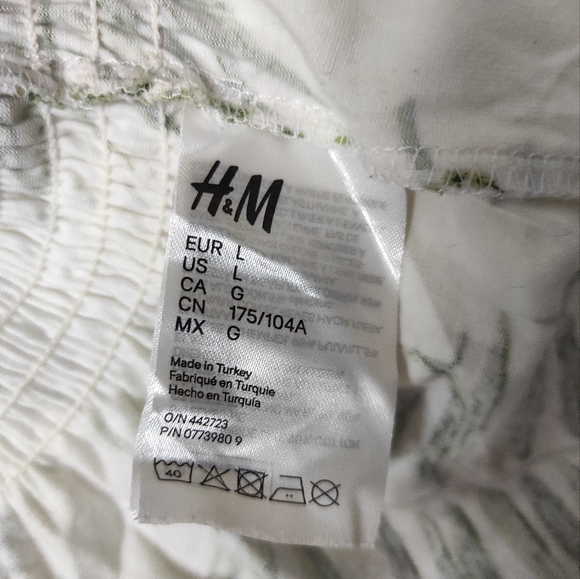 H&M
EUR L
US L
CA G
CN 175/104A
MX G
Made in Turkey
Fabriqué en Turquie
Hecho en Turquía
O/N 442723
P/N 0773980 9
40